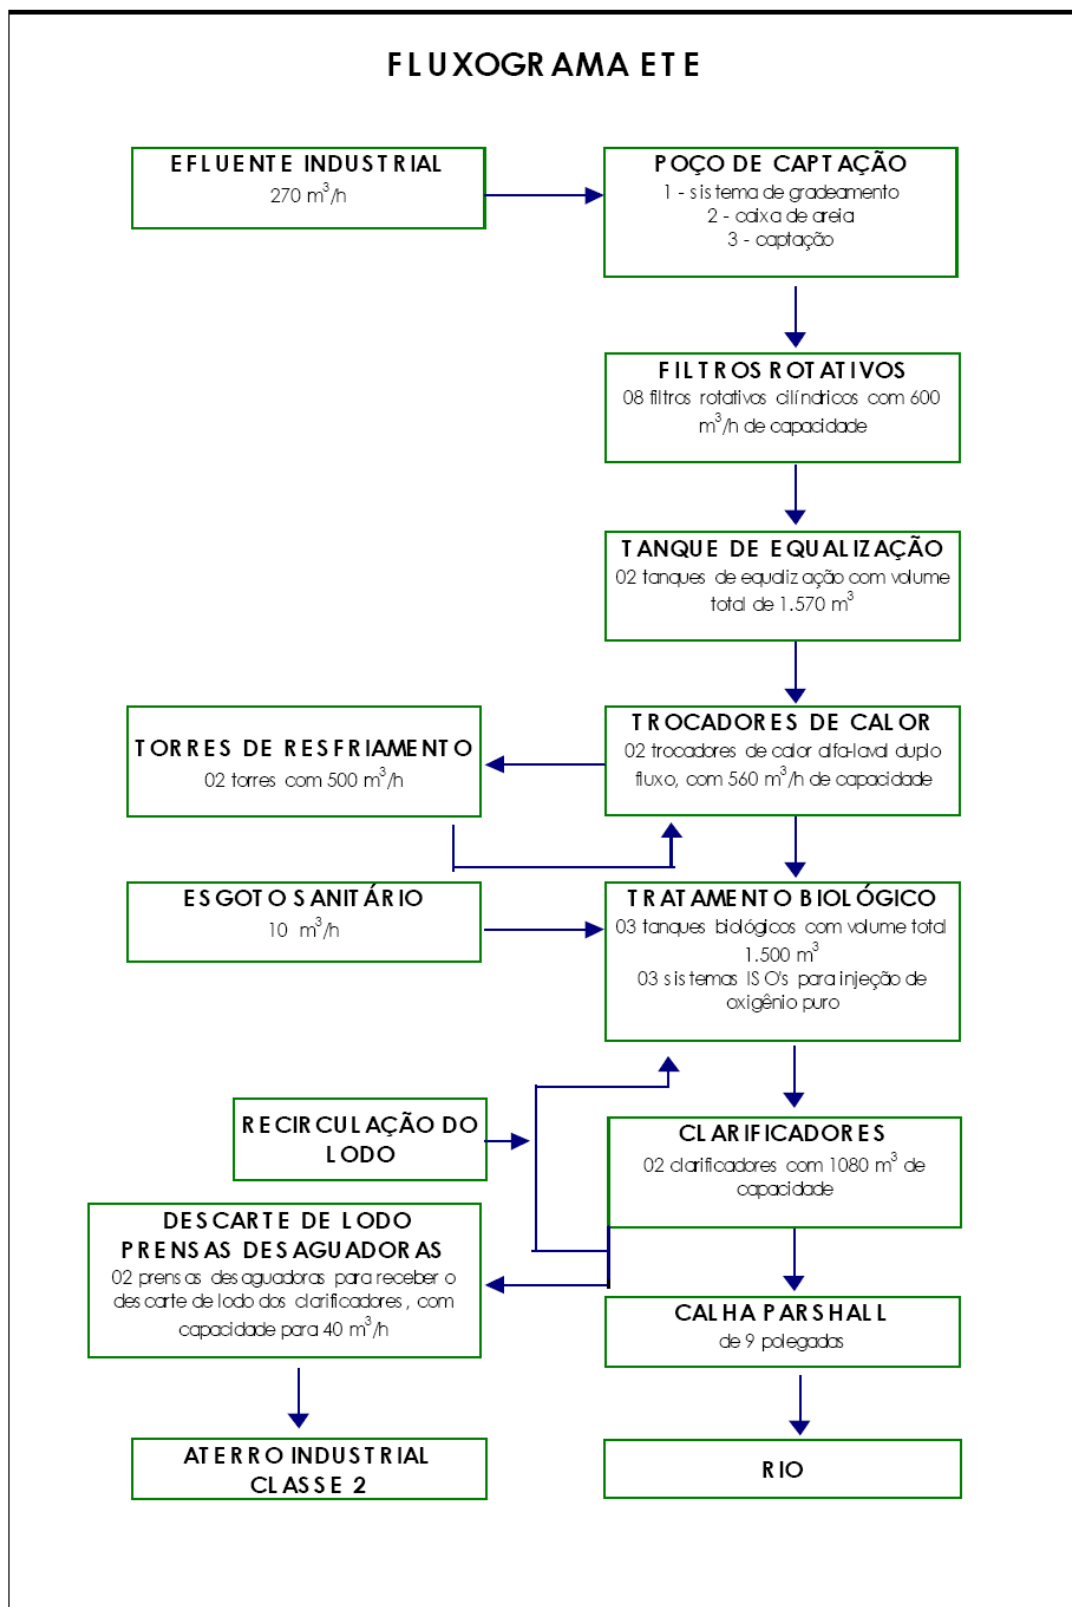 FLUXOGRAMA ETE
EFLUENTE INDUSTRIAL
270 m³/h
POÇO DE CAPTAÇÃO
1 - sistema de gradeamento
2 - caixa de areia
3 - captação
FILTROS ROTATIVOS
08 filtros rotativos cilíndricos com 600
m³/h de capacidade
TANQUE DE EQUALIZAÇÃO
02 tanques de equalização com volume
total de 1.570 m³
TORRES DE RESFRIAMENTO
02 torres com 500 m³/h
TROCADORES DE CALOR
02 trocadores de calor alfa-laval duplo
fluxo, com 560 m³/h de capacidade
ESGOTO SANITÁRIO
10 m³/h
TRATAMENTO BIOLÓGICO
03 tanques biológicos com volume total
1.500 m³
03 sistemas ISO's para injeção de
oxigênio puro
RECIRCULAÇÃO DO
LODO
CLARIFICADORES
02 clarificadores com 1080 m³ de
capacidade
DESCARTE DE LODO
PRENSAS DESAGUADORAS
02 prensas desaguadoras para receber o
descarte de lodo dos clarificadores, com
capacidade para 40 m³/h
CALHA PARSHALL
de 9 polegadas
ATERRO INDUSTRIAL
CLASSE 2
RIO